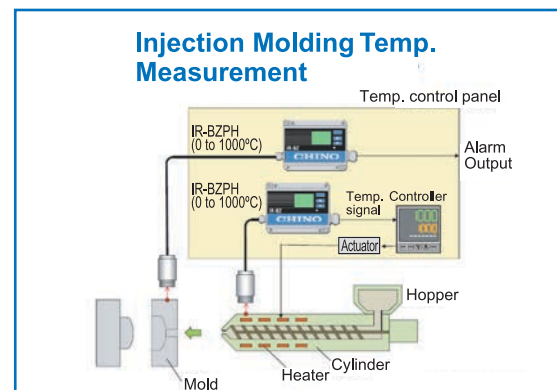 Injection Molding Temp.
Measurement
Temp. control panel
IR-BZPH
(0 to 1000ºC)
CHINO
Alarm
Output
IR-BZPH
(0 to 1000ºC)
CHINO
Temp. Controller
signal
Actuator
Hopper
Cylinder
Heater
Mold